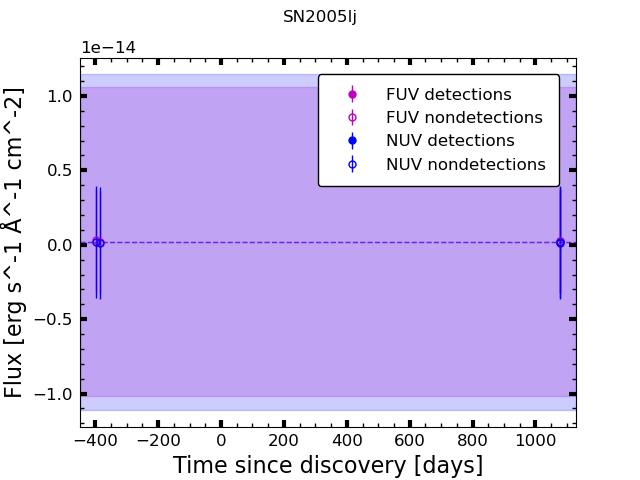 SN2005lj
1e−14
FUV detections
FUV nondetections
NUV detections
NUV nondetections
1.0
0.5
0.0
−0.5
−1.0
Flux [erg s^-1 Å^-1 cm^-2]
−400 −200 0 200 400 600 800 1000
Time since discovery [days]